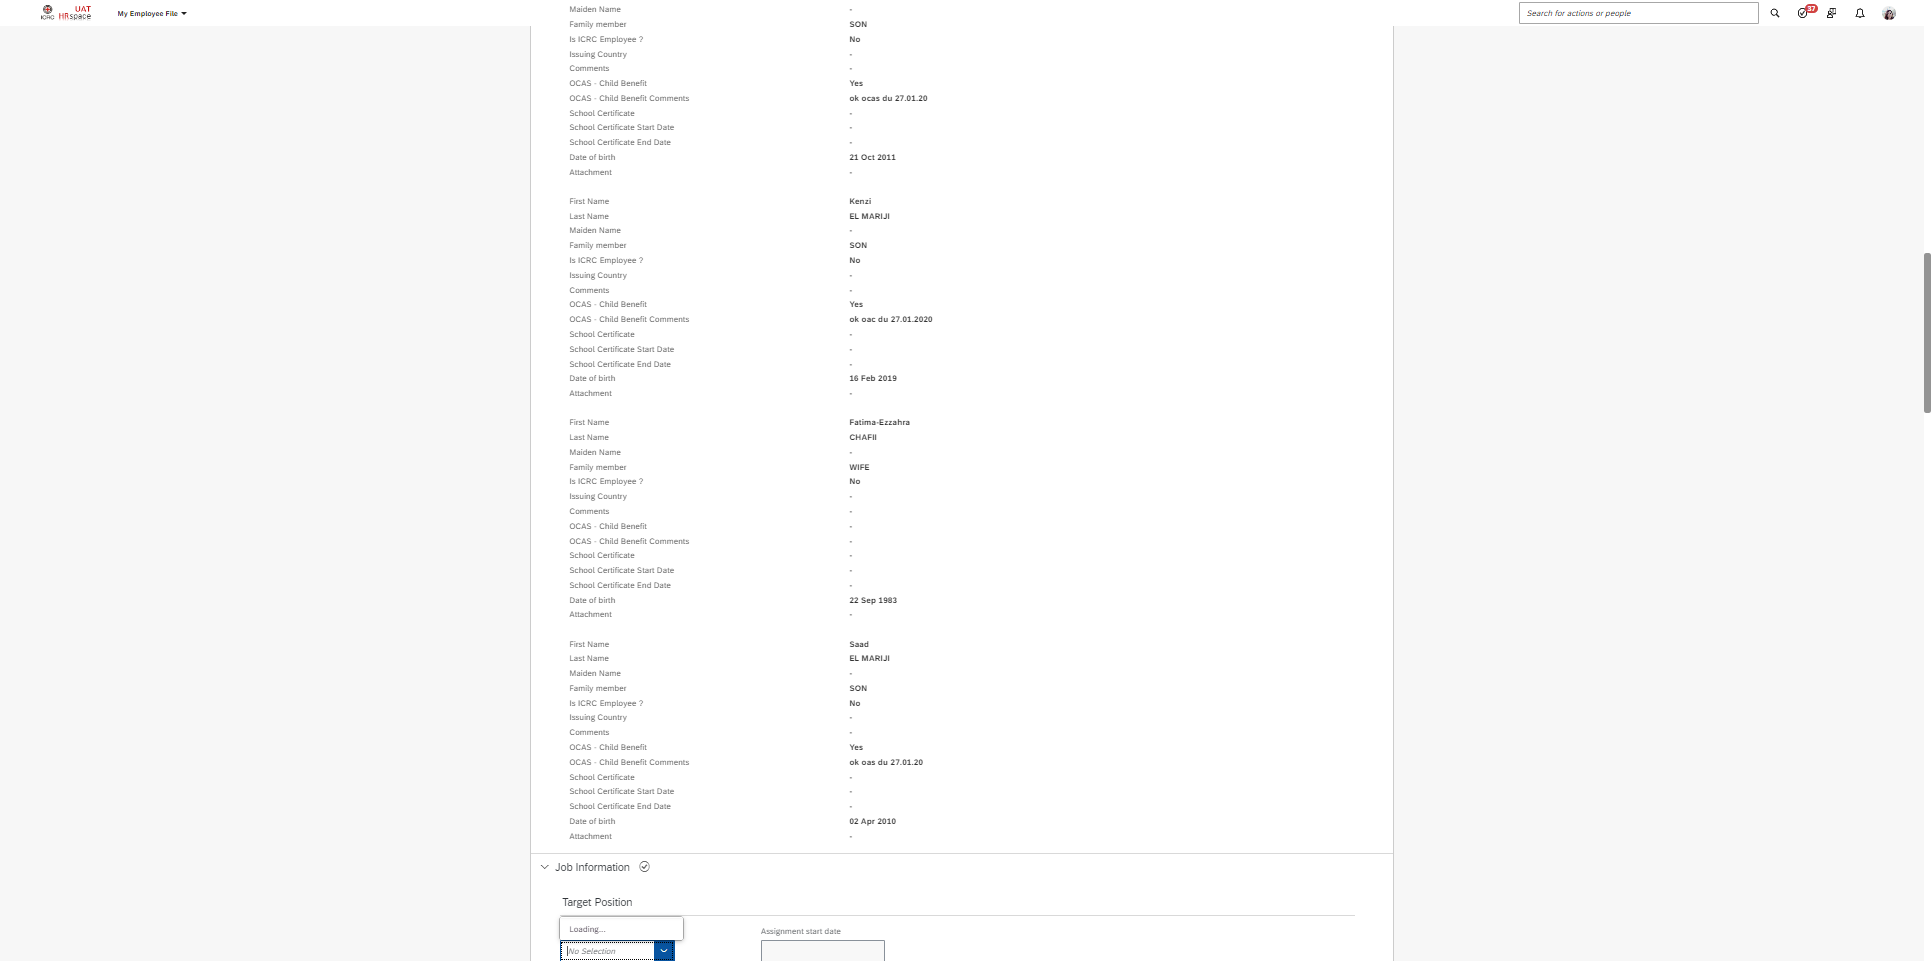 ICRC UAT HRspace My Employee File Search for actions or people 37
Maiden Name -
Family member SON
Is ICRC Employee ? No
Issuing Country -
Comments -
OCAS - Child Benefit Yes
OCAS - Child Benefit Comments ok ocas du 27.01.20
School Certificate -
School Certificate Start Date -
School Certificate End Date -
Date of birth 21 Oct 2011
Attachment -
First Name Kenzi
Last Name EL MARIJI
Maiden Name -
Family member SON
Is ICRC Employee ? No
Issuing Country -
Comments -
OCAS - Child Benefit Yes
OCAS - Child Benefit Comments ok oac du 27.01.2020
School Certificate -
School Certificate Start Date -
School Certificate End Date -
Date of birth 16 Feb 2019
Attachment -
First Name Fatima-Ezzahra
Last Name CHAFII
Maiden Name -
Family member WIFE
Is ICRC Employee ? No
Issuing Country -
Comments -
OCAS - Child Benefit -
OCAS - Child Benefit Comments -
School Certificate -
School Certificate Start Date -
School Certificate End Date -
Date of birth 22 Sep 1983
Attachment -
First Name Saad
Last Name EL MARIJI
Maiden Name -
Family member SON
Is ICRC Employee ? No
Issuing Country -
Comments -
OCAS - Child Benefit Yes
OCAS - Child Benefit Comments ok oas du 27.01.20
School Certificate -
School Certificate Start Date -
School Certificate End Date -
Date of birth 02 Apr 2010
Attachment -
Job Information
Target Position
Loading...
Assignment start date
No Selection